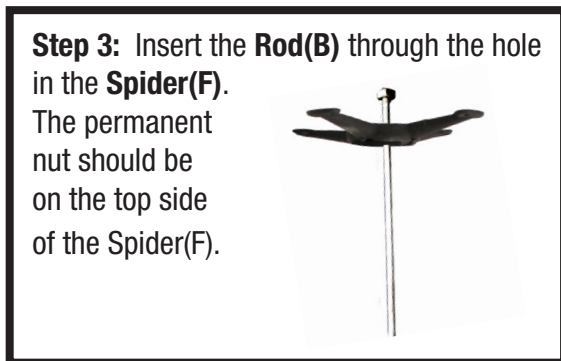 Step 3: Insert the Rod(B) through the hole
in the Spider(F).
The permanent
nut should be
on the top side
of the Spider(F).